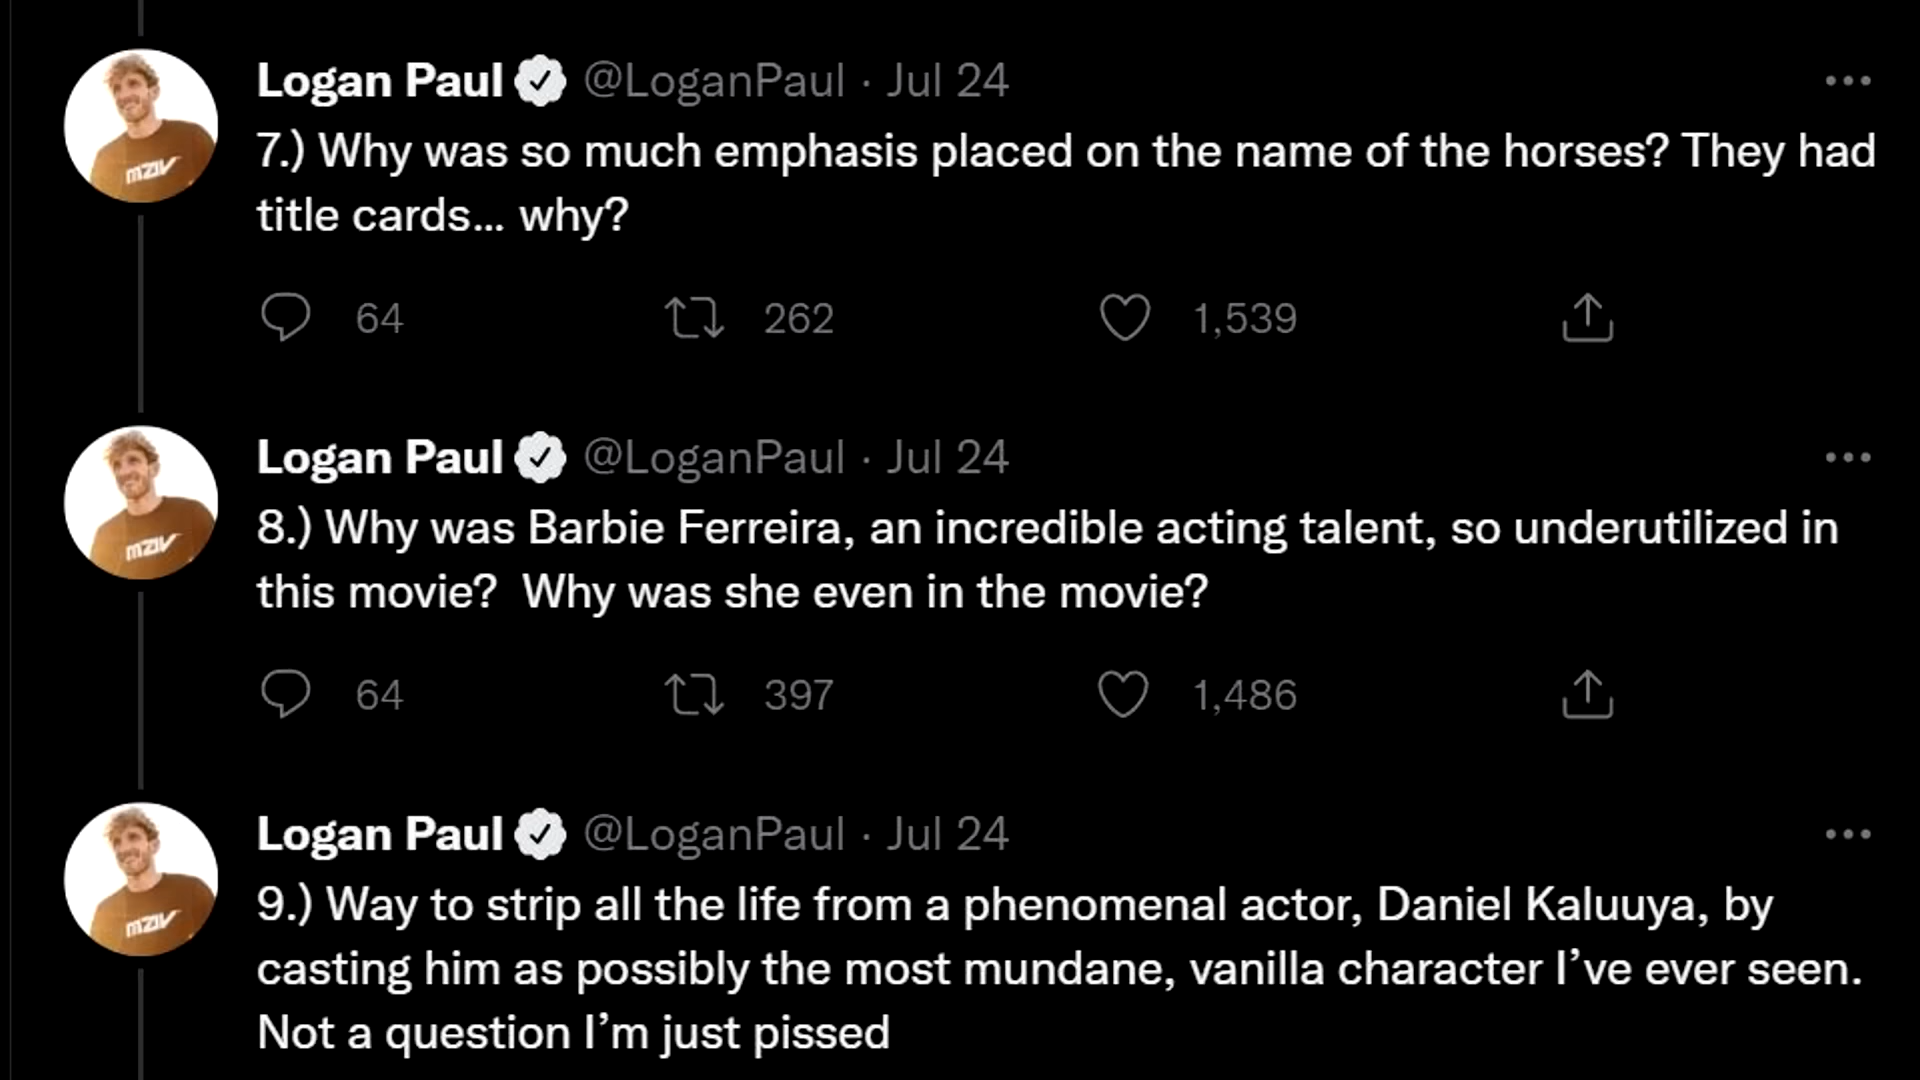 Logan Paul @LoganPaul · Jul 24
7.) Why was so much emphasis placed on the name of the horses? They had
title cards... why?
64 262 1,539
Logan Paul @LoganPaul · Jul 24
8.) Why was Barbie Ferreira, an incredible acting talent, so underutilized in
this movie?  Why was she even in the movie?
64 397 1,486
Logan Paul @LoganPaul · Jul 24
9.) Way to strip all the life from a phenomenal actor, Daniel Kaluuya, by
casting him as possibly the most mundane, vanilla character I’ve ever seen.
Not a question I’m just pissed